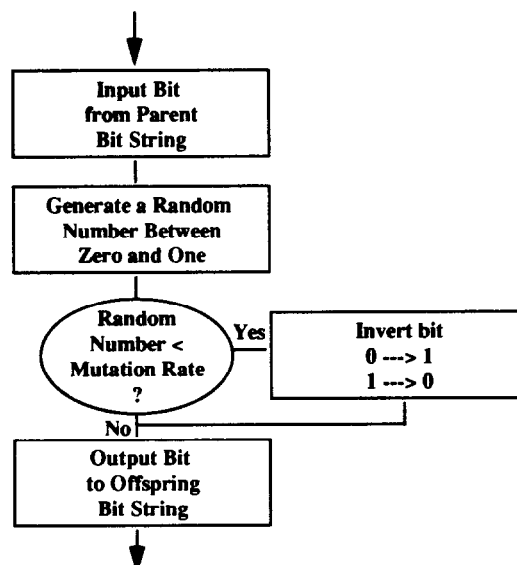 Input Bit
from Parent
Bit String
Generate a Random
Number Between
Zero and One
Random
Number <
Mutation Rate
?
Yes
Invert bit
0 ---> 1
1 ---> 0
No
Output Bit
to Offspring
Bit String